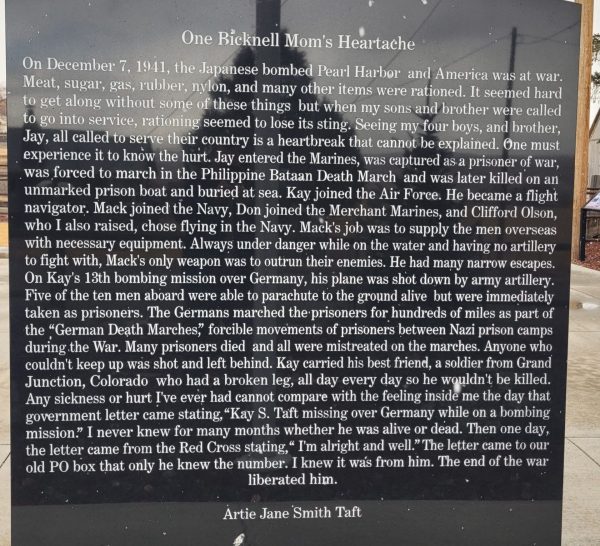 One Bicknell Mom's Heartache
On December 7, 1941, the Japanese bombed Pearl Harbor and America was at war.
Meat, sugar, gas, rubber, nylon, and many other items were rationed. It seemed hard
to get along without some of these things but when my sons and brother were called
to go into service, rationing seemed to lose its sting. Seeing my four boys, and brother,
Jay, all called to serve their country is a heartbreak that cannot be explained. One must
experience it to know the hurt. Jay entered the Marines, was captured as a prisoner of war,
was forced to march in the Philippine Bataan Death March and was later killed on an
unmarked prison boat and buried at sea. Kay joined the Air Force. He became a flight
navigator. Mack joined the Navy, Don joined the Merchant Marines, and Clifford Olson,
who I also raised, chose flying in the Navy. Mack's job was to supply the men overseas
with necessary equipment. Always under danger while on the water and having no artillery
to fight with, Mack's only weapon was to outrun their enemies. He had many narrow escapes.
On Kay's 13th bombing mission over Germany, his plane was shot down by army artillery.
Five of the ten men aboard were able to parachute to the ground alive but were immediately
taken as prisoners. The Germans marched the prisoners for hundreds of miles as part of
the “German Death Marches,” forcible movements of prisoners between Nazi prison camps
during the War. Many prisoners died and all were mistreated on the marches. Anyone who
couldn't keep up was shot and left behind. Kay carried his best friend, a soldier from Grand
Junction, Colorado who had a broken leg, all day every day so he wouldn't be killed.
Any sickness or hurt I've ever had cannot compare with the feeling inside me the day that
government letter came stating, “Kay S. Taft missing over Germany while on a bombing
mission.” I never knew for many months whether he was alive or dead. Then one day,
the letter came from the Red Cross stating, “ I'm alright and well.” The letter came to our
old PO box that only he knew the number. I knew it was from him. The end of the war
liberated him.
Artie Jane Smith Taft